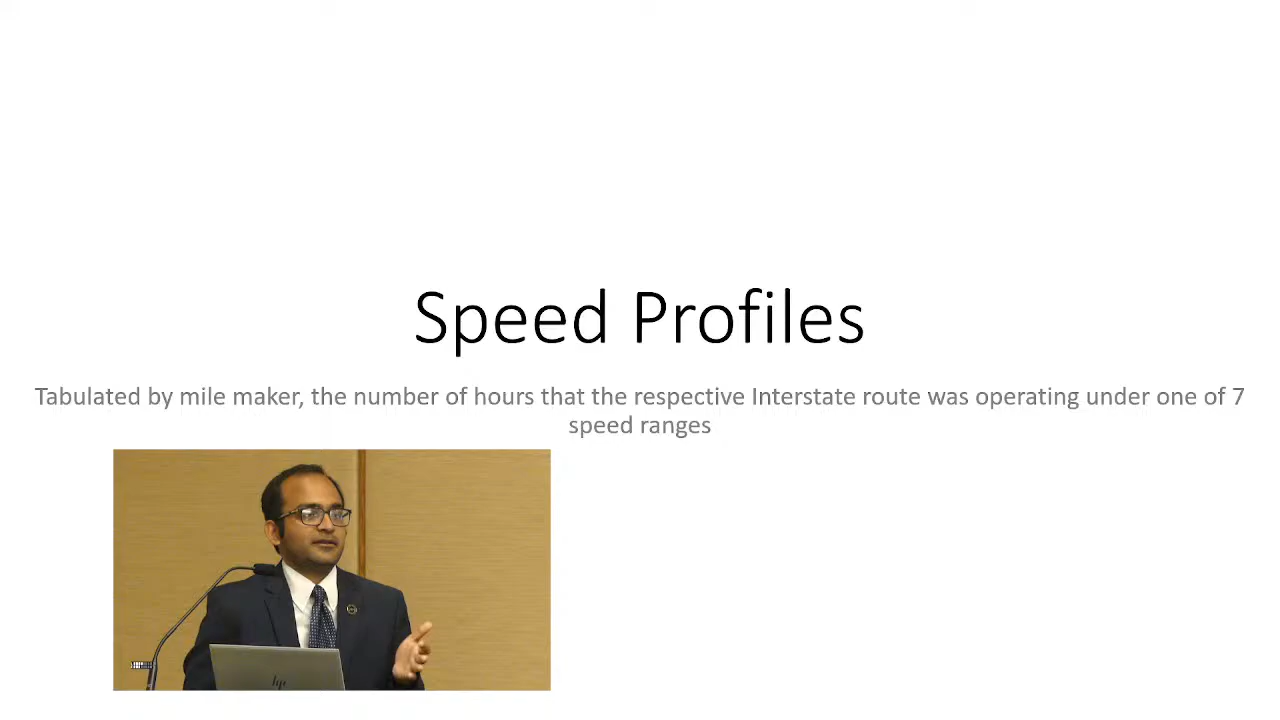 Speed Profiles
Tabulated by mile maker, the number of hours that the respective Interstate route was operating under one of 7
speed ranges
hp